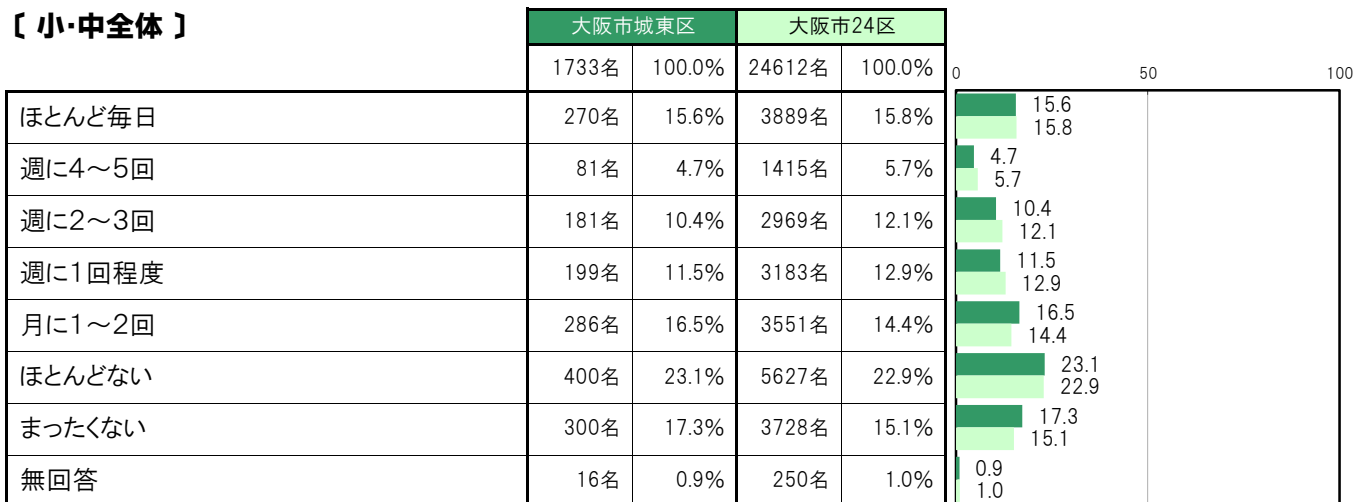 〔 小・中全体 〕
大阪市城東区 大阪市24区
1733名 100.0% 24612名 100.0% 0 50 100
ほとんど毎日 270名 15.6% 3889名 15.8% 15.6
15.8
週に4～5回 81名 4.7% 1415名 5.7% 4.7
5.7
週に2～3回 181名 10.4% 2969名 12.1% 10.4
12.1
週に1回程度 199名 11.5% 3183名 12.9% 11.5
12.9
月に1～2回 286名 16.5% 3551名 14.4% 16.5
14.4
ほとんどない 400名 23.1% 5627名 22.9% 23.1
22.9
まったくない 300名 17.3% 3728名 15.1% 17.3
15.1
無回答 16名 0.9% 250名 1.0% 0.9
1.0